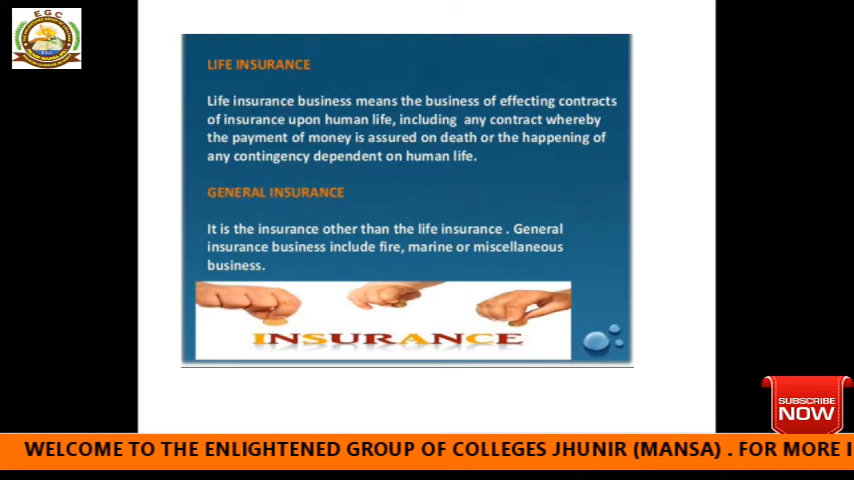 EGC
LIFE INSURANCE
Life insurance business means the business of effecting contracts
of insurance upon human life, including any contract whereby
the payment of money is assured on death or the happening of
any contingency dependent on human life.
GENERAL INSURANCE
It is the insurance other than the life insurance . General
insurance business include fire, marine or miscellaneous
business.
INSURANCE
SUBSCRIBE
NOW
WELCOME TO THE ENLIGHTENED GROUP OF COLLEGES JHUNIR (MANSA) . FOR MORE I